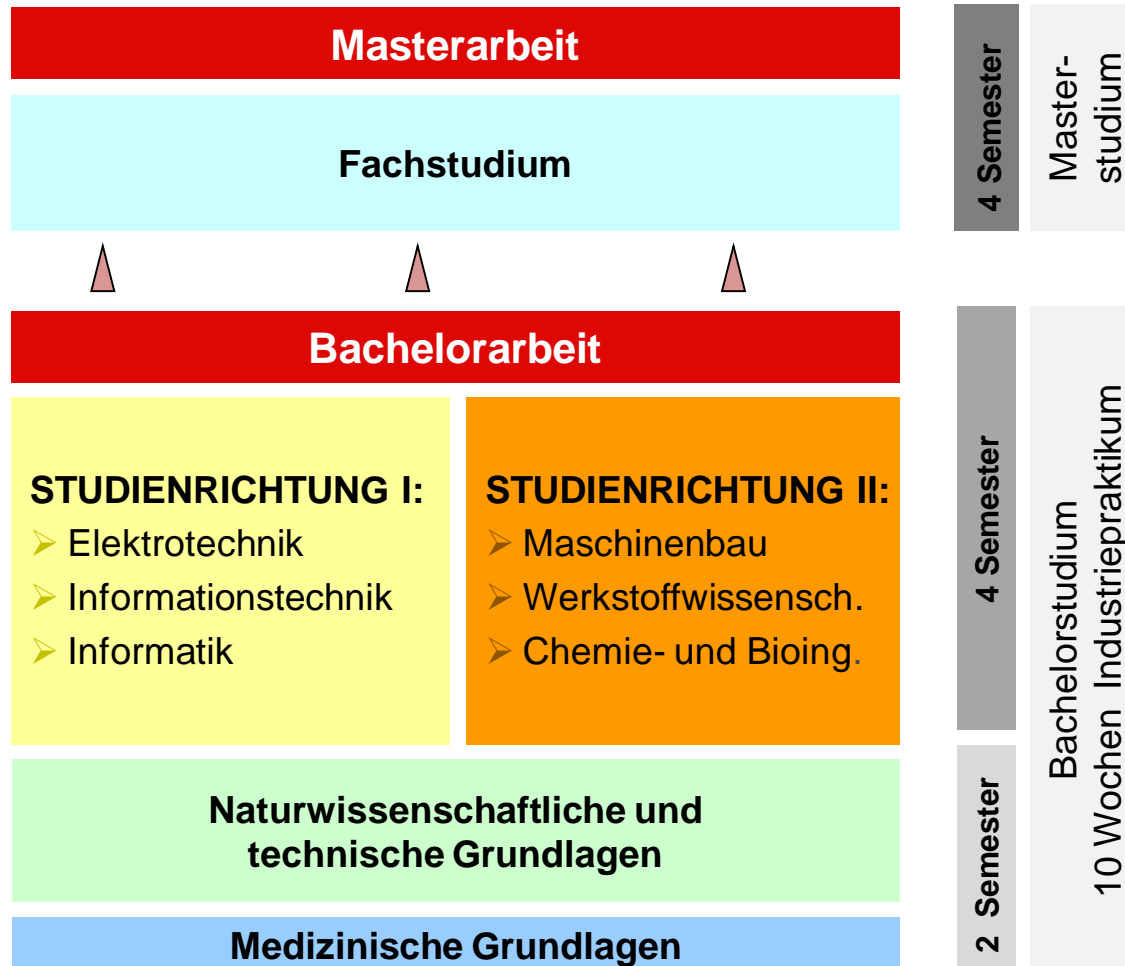 Masterarbeit
Fachstudium
4 Semester
Master-
studium
Bachelorarbeit
STUDIENRICHTUNG I:
Elektrotechnik
Informationstechnik
Informatik
STUDIENRICHTUNG II:
Maschinenbau
Werkstoffwissensch.
Chemie- und Bioing.
4 Semester
Bachelorstudium
10 Wochen Industriepraktikum
Naturwissenschaftliche und
technische Grundlagen
2 Semester
Medizinische Grundlagen